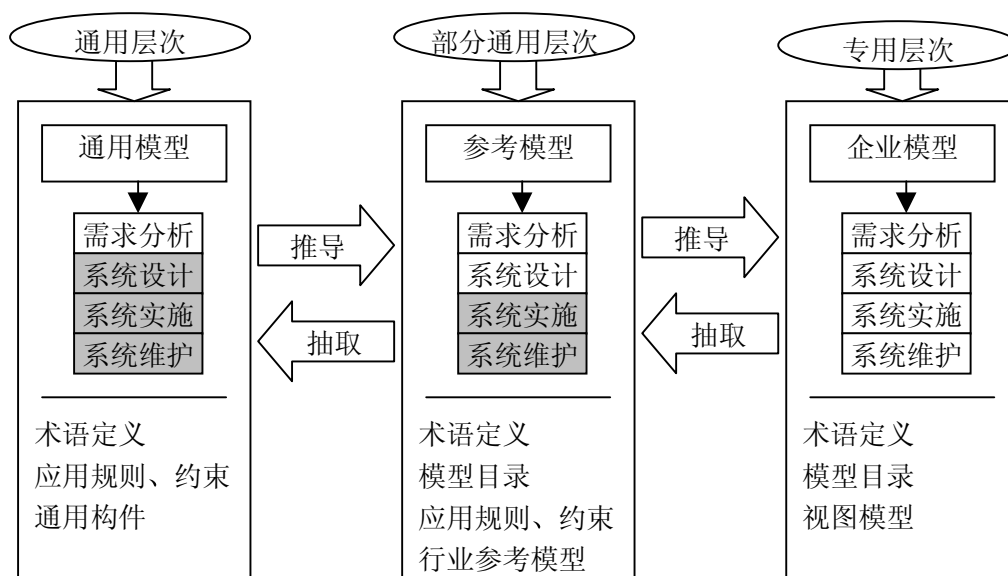 通用层次
部分通用层次
专用层次
通用模型
需求分析
系统设计
系统实施
系统维护
术语定义
应用规则、约束
通用构件
推导
抽取
参考模型
需求分析
系统设计
系统实施
系统维护
术语定义
模型目录
应用规则、约束
行业参考模型
推导
抽取
企业模型
需求分析
系统设计
系统实施
系统维护
术语定义
模型目录
视图模型